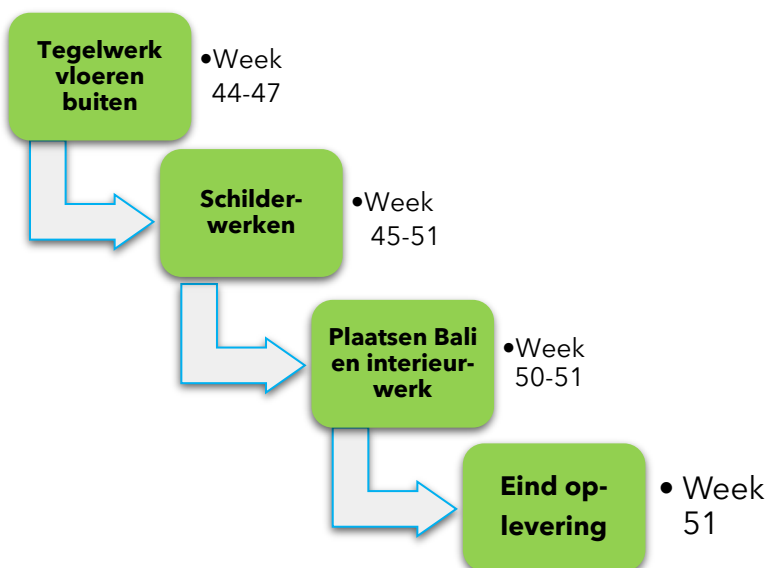 Tegelwerk
vloeren
buiten
•Week
44-47
Schilder-
werken
•Week
45-51
Plaatsen Bali
en interieur-
werk
•Week
50-51
Eind op-
levering
• Week
51